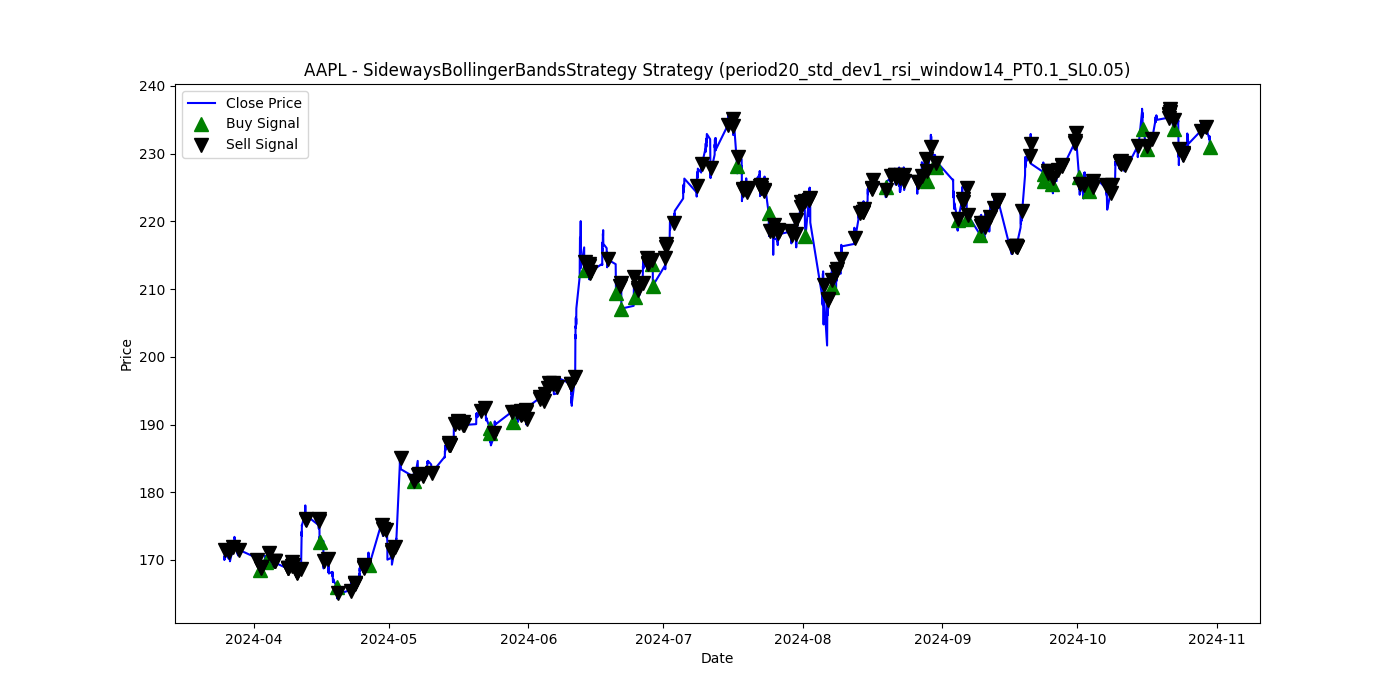 AAPL - SidewaysBollingerBandsStrategy Strategy (period20_std_dev1_rsi_window14_PT0.1_SL0.05)
Close Price
Buy Signal
Sell Signal
240
230
220
210
200
190
180
170
Price
2024-04 2024-05 2024-06 2024-07 2024-08 2024-09 2024-10 2024-11
Date